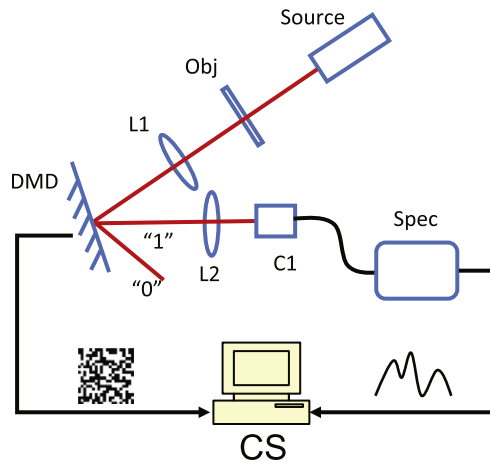 Source
Obj
L1
DMD
"1"
L2
C1
Spec
"0"
CS